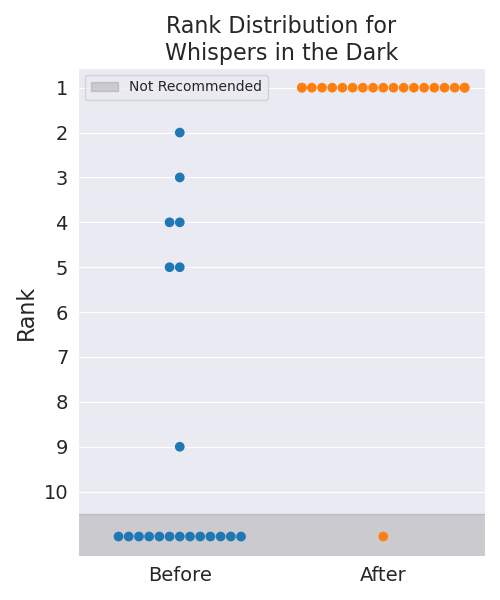 Rank Distribution for
Whispers in the Dark
Not Recommended
1
2
3
4
5
6
7
8
9
10
Rank
Before
After